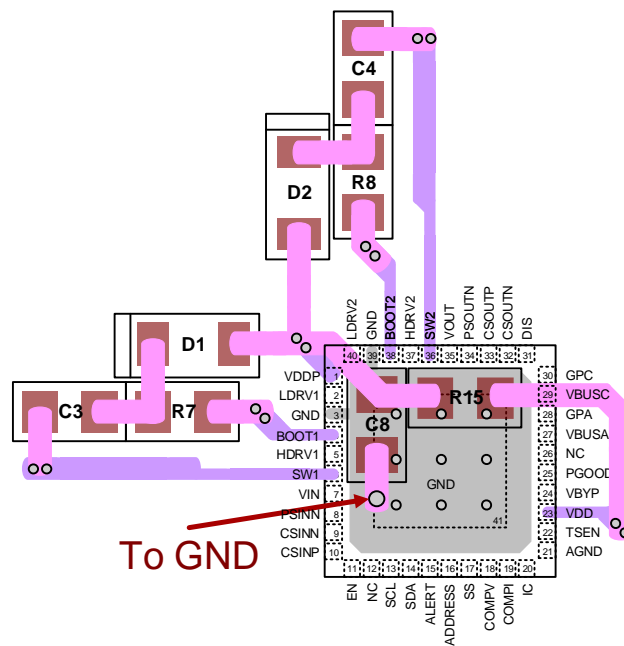 C4
D2
R8
LDRV2
GND
BOOT2
HDRV2
SW2
VOUT
PSOUTN
CSOUTP
CSOUTN
DIS
D1
40
39
38
37
36
35
34
33
32
31
VDDP 1
LDRV1 2
GND 3
BOOT1
HDRV1 5
SW1
VIN 7
PSINN 8
CSINN 9
CSINP 10
C3
R7
C8
R15
GND
41
30 GPC
29 VBUSC
28 GPA
27 VBUSA
26 NC
25 PGOOD
24 VBYP
23 VDD
22 TSEN
21 AGND
To GND
11
12
13
14
15
16
17
18
19
20
EN
NC
SCL
SDA
ALERT
ADDRESS
SS
COMPV
COMPI
IC